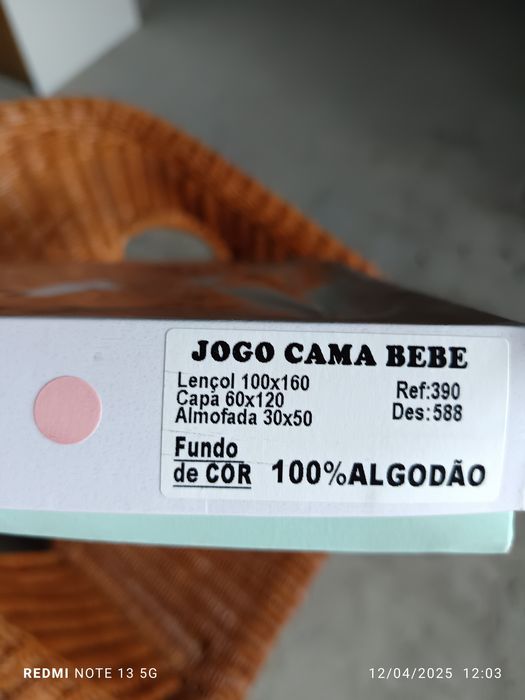 JOGO CAMA BEBE
Lençol 100x160
Capa 60x120
Almofada 30x50
Ref:390
Des:588
Fundo
de COR
100%ALGODÃO
REDMI NOTE 13 5G
12/04/2025 12:03